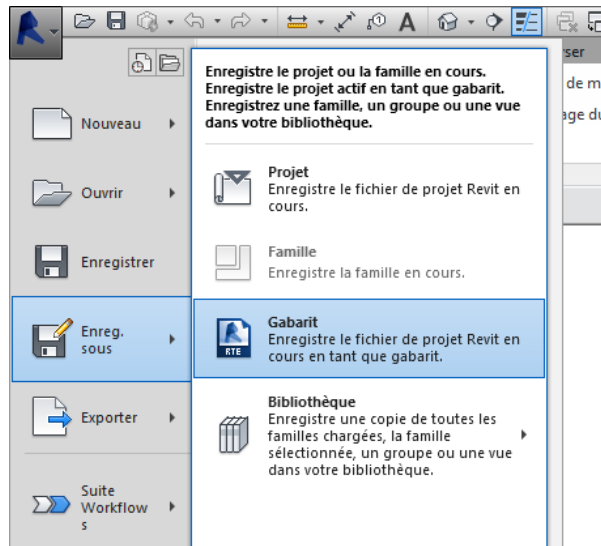 A
ser
de m
age du
Enregistre le projet ou la famille en cours.
Enregistre le projet actif en tant que gabarit.
Enregistrez une famille, un groupe ou une vue
dans votre bibliothèque.
Nouveau
Ouvrir
Enregistrer
Enreg.
sous
Exporter
Suite
Workflow
s
Projet
Enregistre le fichier de projet Revit en
cours.
Famille
Enregistre la famille en cours.
RTE
Gabarit
Enregistre le fichier de projet Revit en
cours en tant que gabarit.
Bibliothèque
Enregistre une copie de toutes les
familles chargées, la famille
sélectionnée, un groupe ou une vue
dans votre bibliothèque.